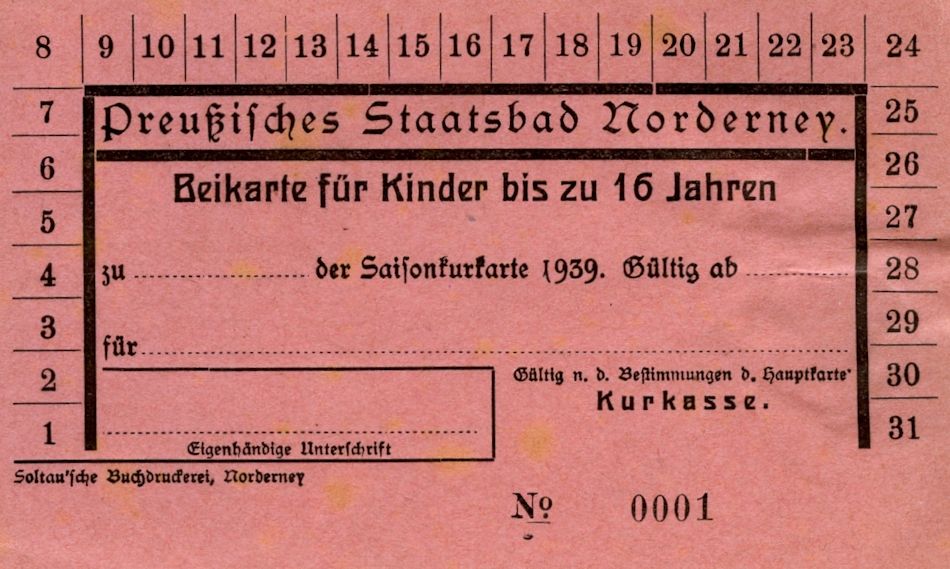 8 9 10 11 12 13 14 15 16 17 18 19 20 21 22 23 24
7 Preußiſches Staatsbad Norderney. 25
6 Beikarte für Kinder bis zu 16 Jahren 26
5 27
4 zu .................. der Saiſonkurkarte 1939. Gültig ab .................. 28
3 29
für ..................
2 Gültig n. d. Beſtimmungen d. Hauptkarte 30
Kurkasse.
1 31
Eigenhändige Unterſchrift
Soltau'ſche Buchdruckerei, Norderney
No 0001